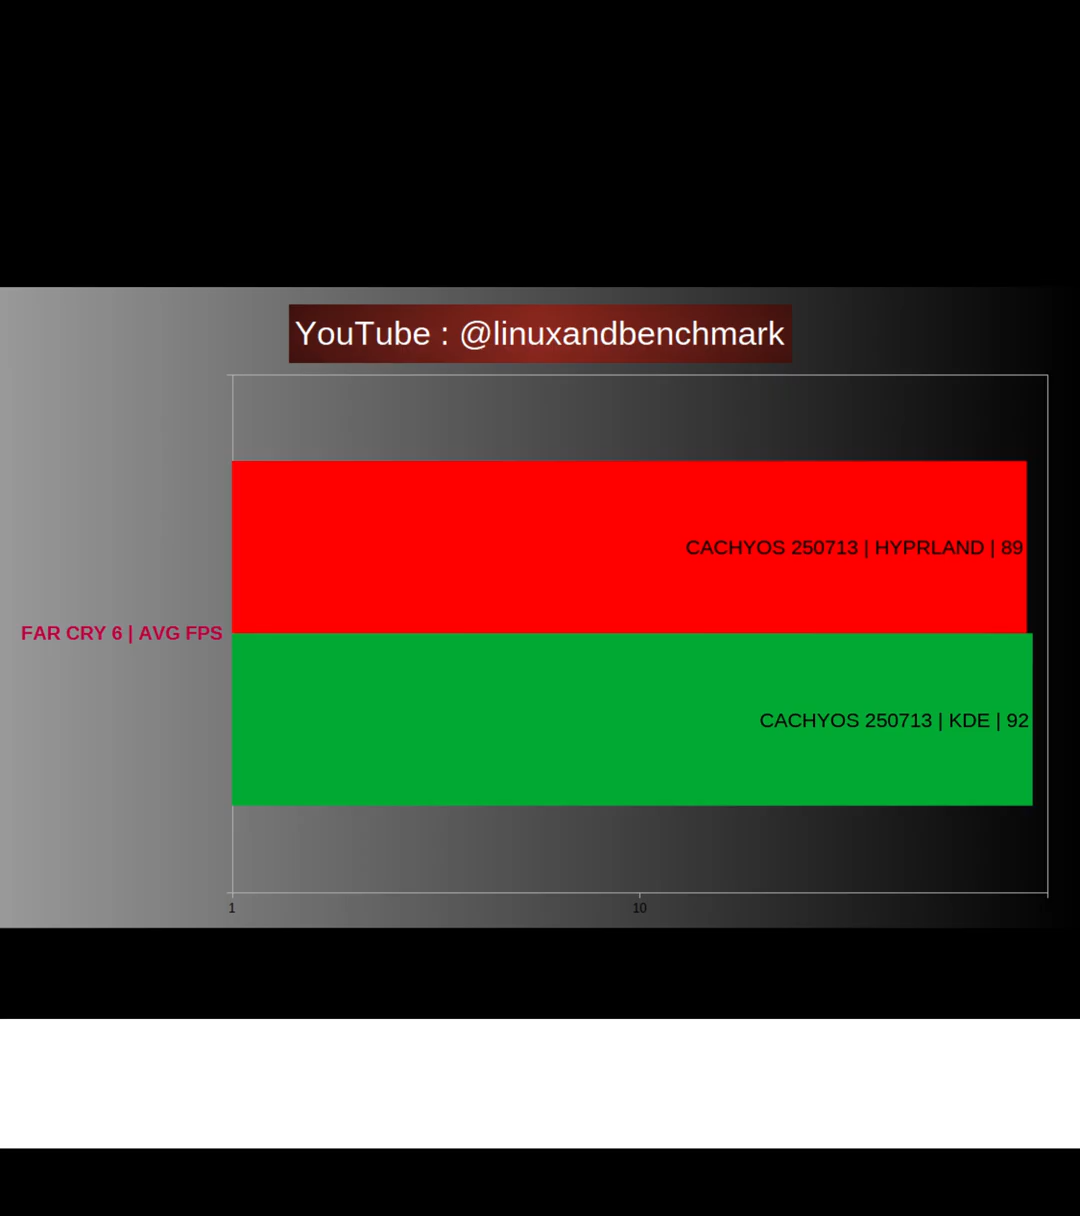 YouTube : @linuxandbenchmark
CACHYOS 250713 | HYPRLAND | 89
FAR CRY 6 | AVG FPS
CACHYOS 250713 | KDE | 92
1
10